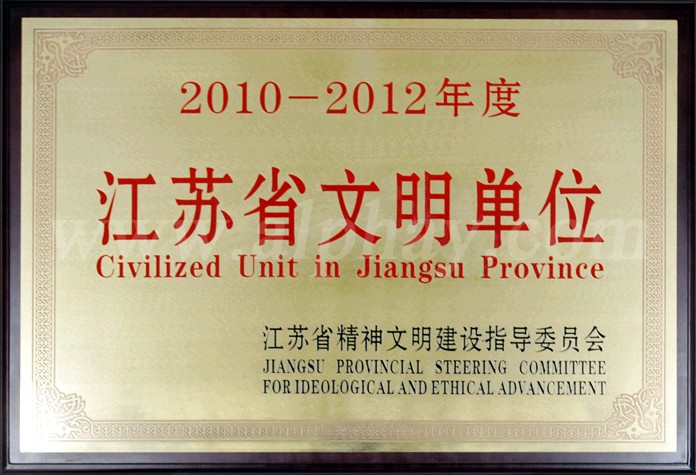 2010-2012年度
江苏省文明单位
Civilized Unit in Jiangsu Province
江苏省精神文明建设指导委员会
JIANGSU PROVINCIAL STEERING COMMITTEE
FOR IDEOLOGICAL AND ETHICAL ADVANCEMENT